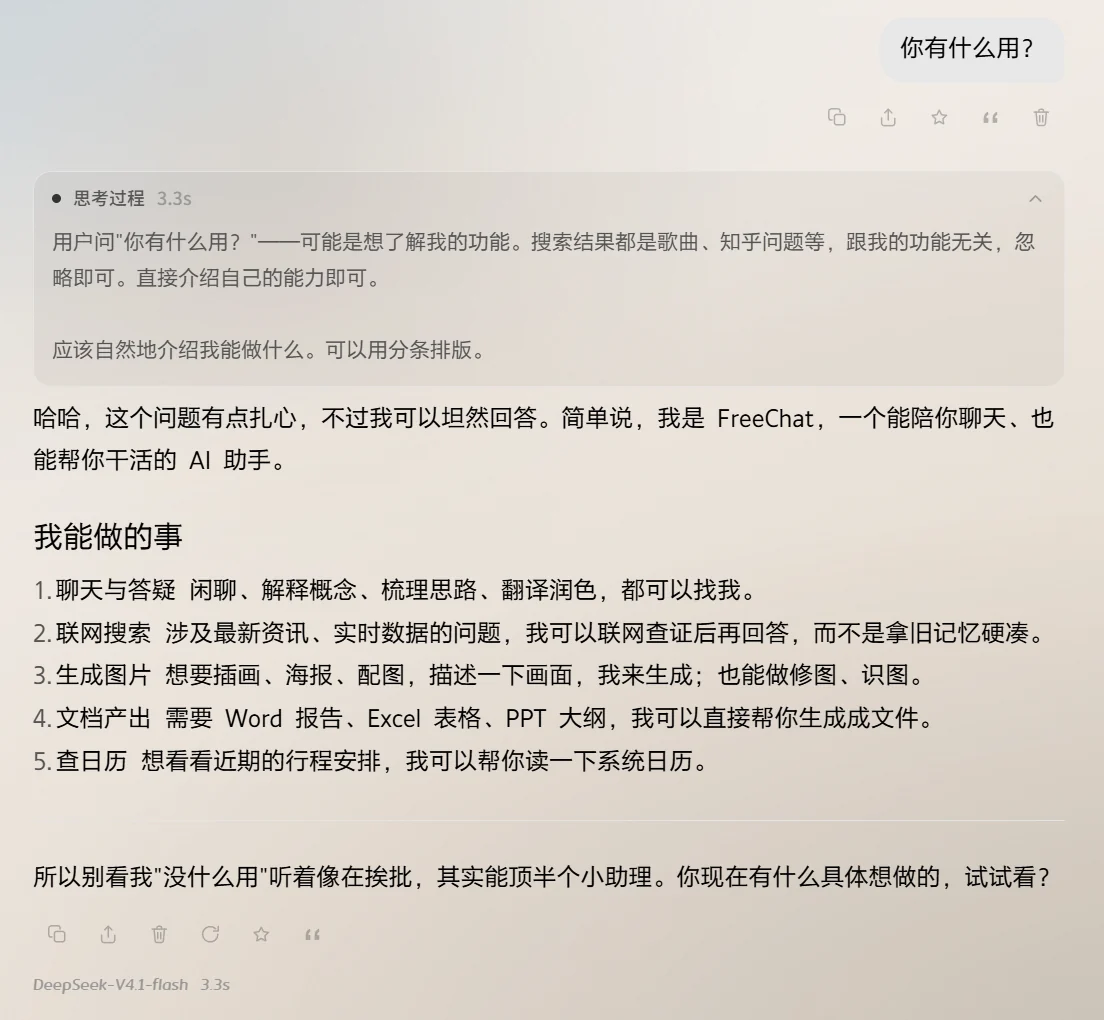 你有什么用？
思考过程 3.3s
用户问"你有什么用？"——可能是想了解我的功能。搜索结果都是歌曲、知乎问题等，跟我的功能无关，忽
略即可。直接介绍自己的能力即可。
应该自然地介绍我能做什么。可以用分条排版。
哈哈，这个问题有点扎心，不过我可以坦然回答。简单说，我是 FreeChat，一个能陪你聊天、也
能帮你干活的 AI 助手。
我能做的事
1. 聊天与答疑 闲聊、解释概念、梳理思路、翻译润色，都可以找我。
2. 联网搜索 涉及最新资讯、实时数据的问题，我可以联网查证后再回答，而不是拿旧记忆硬凑。
3. 生成图片 想要插画、海报、配图，描述一下画面，我来生成；也能做修图、识图。
4. 文档产出 需要 Word 报告、Excel 表格、PPT 大纲，我可以直接帮你生成成文件。
5. 查日历 想看看近期的行程安排，我可以帮你读一下系统日历。
所以别看我"没什么用"听着像在挨批，其实能顶半个小助理。你现在有什么具体想做的，试试看？
DeepSeek-V4.1-flash 3.3s